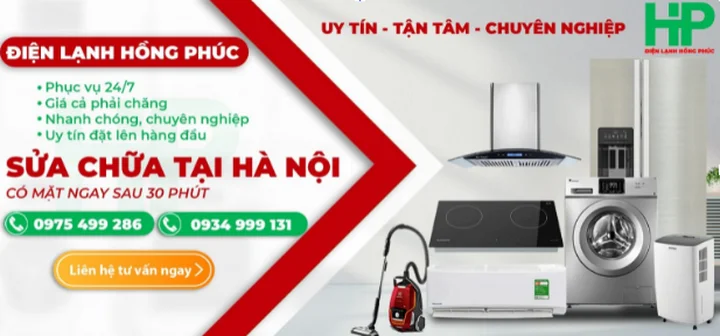 ĐIỆN LẠNH HỒNG PHÚC
• Phục vụ 24/7
• Giá cả phải chăng
• Nhanh chóng, chuyên nghiệp
• Uy tín đặt lên hàng đầu
SỬA CHỮA TẠI HÀ NỘI
CÓ MẶT NGAY SAU 30 PHÚT
0975 499 286
0934 999 131
Liên hệ tư vấn ngay
UY TÍN - TẬN TÂM - CHUYÊN NGHIỆP
HP
ĐIỆN LẠNH HỒNG PHÚC